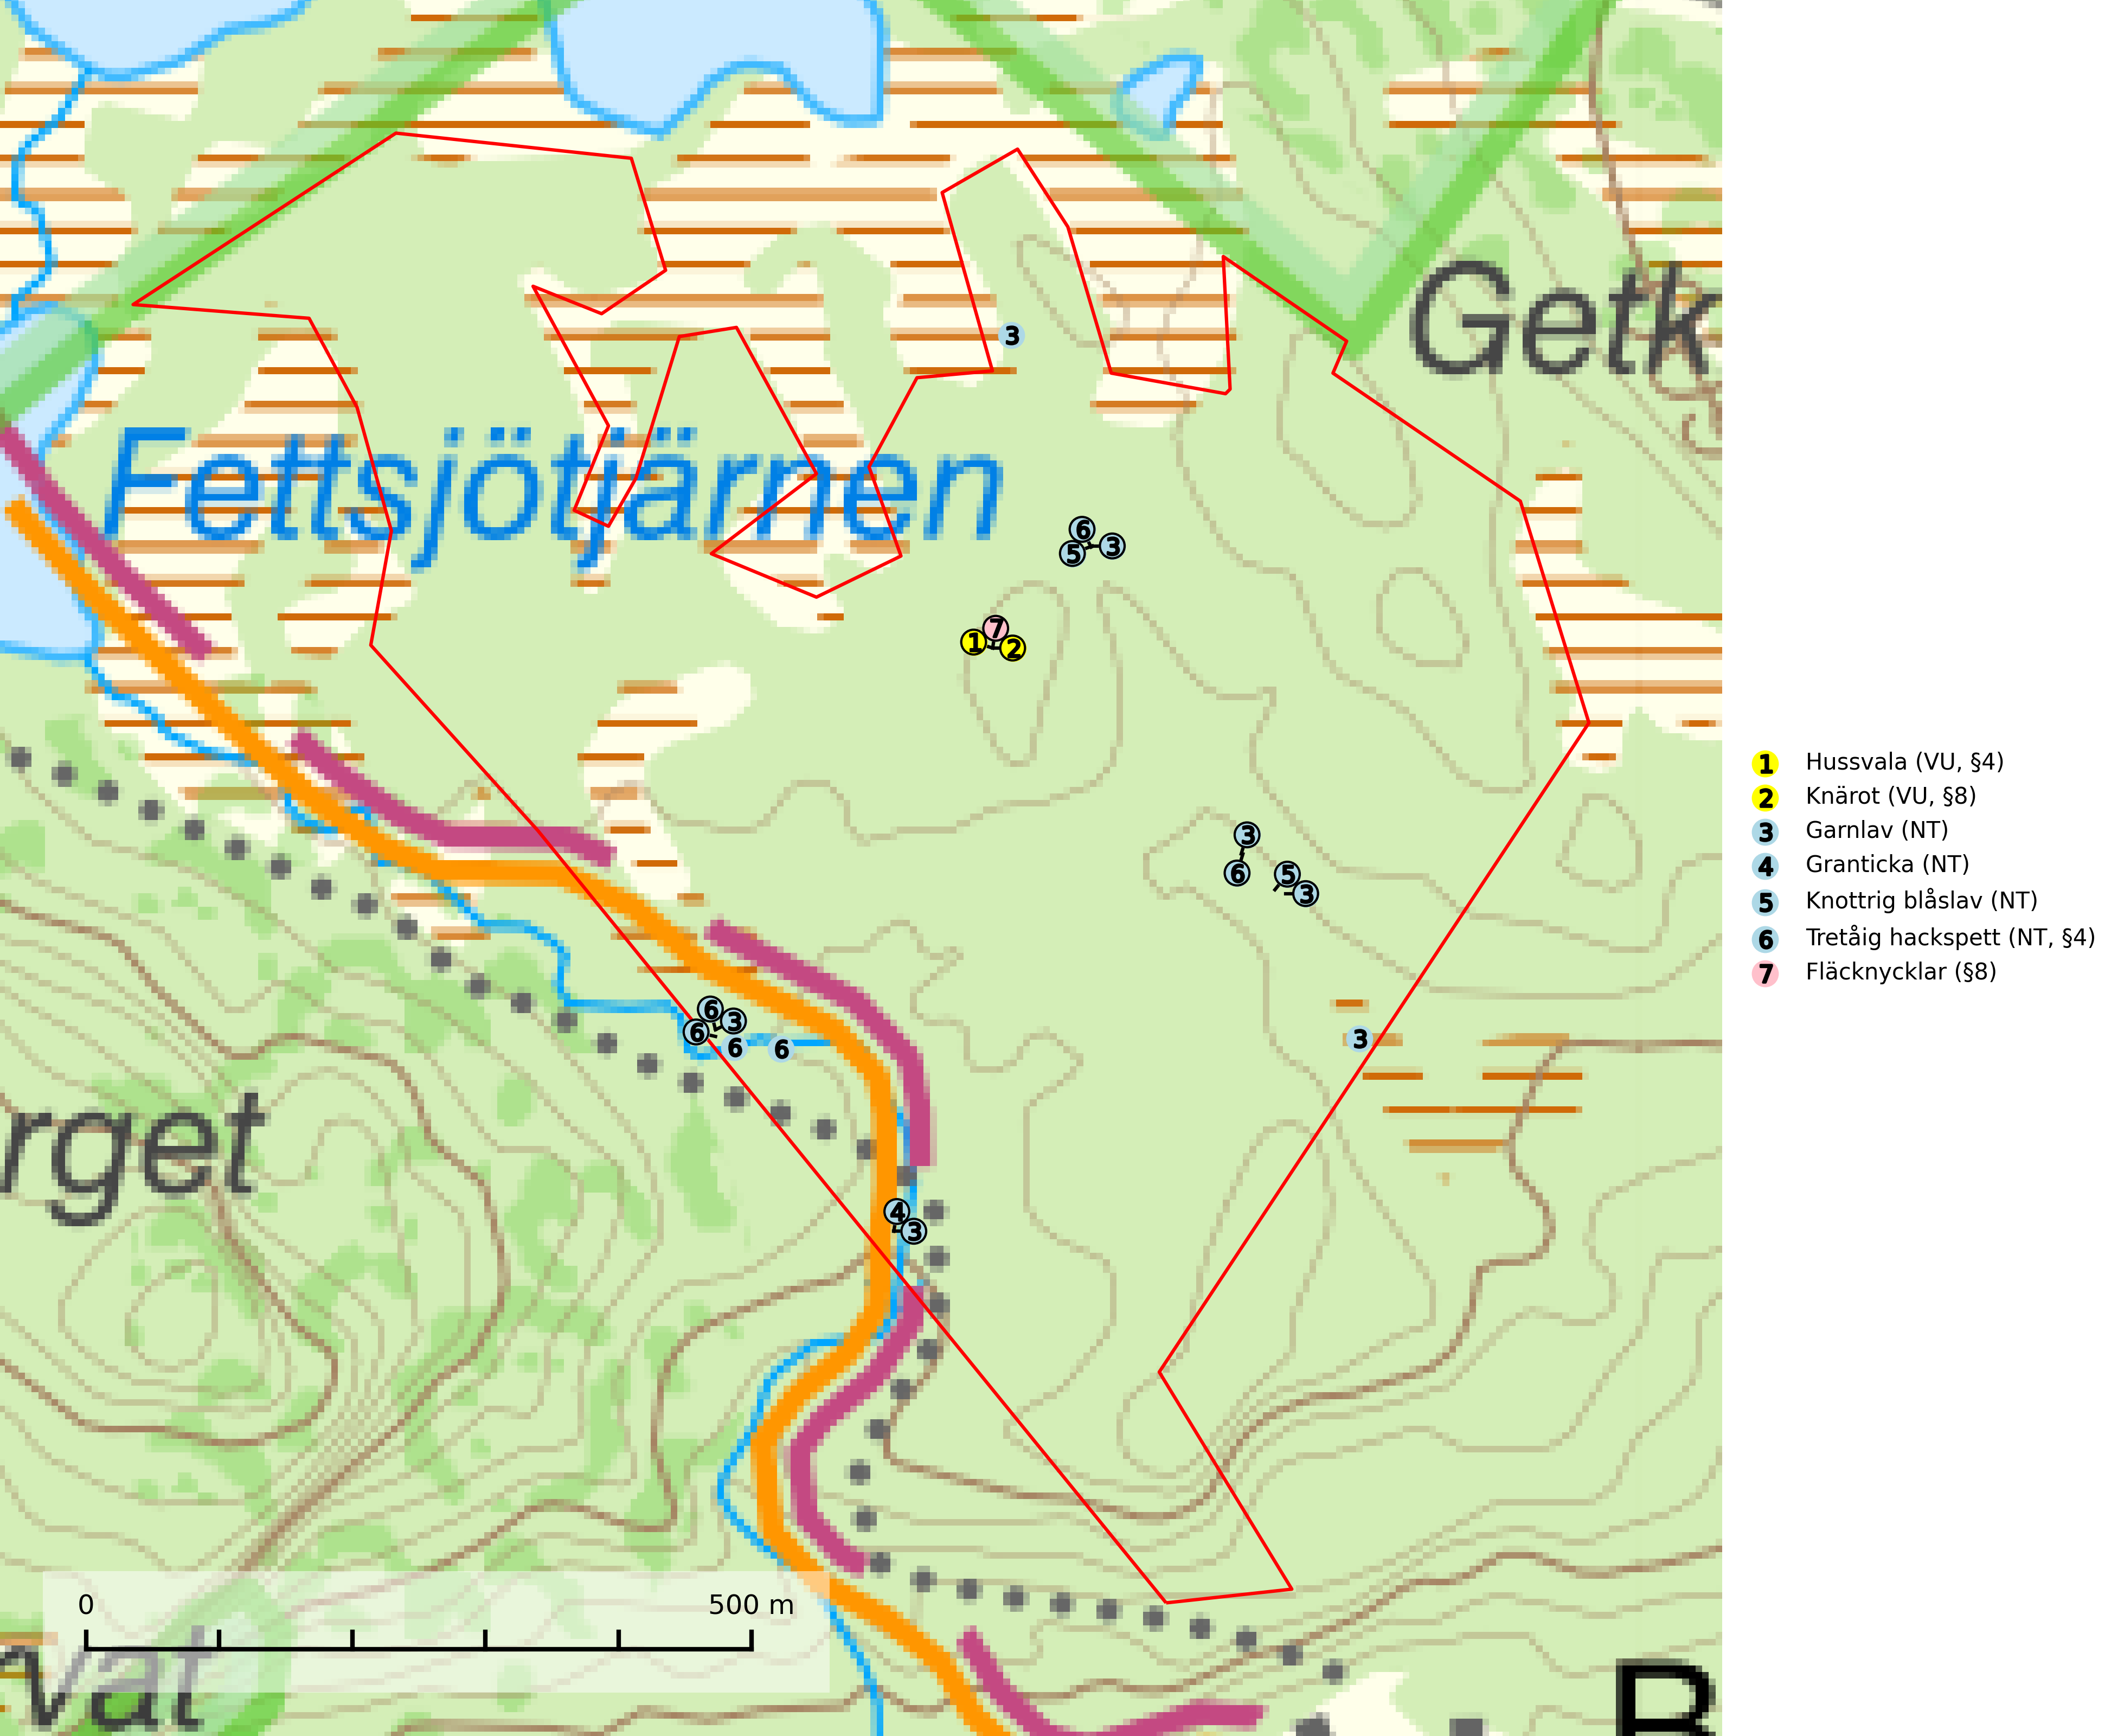 Getk
3
Fettsjötjärnen
6
5 3
7
1 2
3
6 5 3
6 3
6 6 6
3
rget
4
3
0 500 m
rvat
B
1 Hussvala (VU, §4)
2 Knärot (VU, §8)
3 Garnlav (NT)
4 Granticka (NT)
5 Knottrig blåslav (NT)
6 Tretåig hackspett (NT, §4)
7 Fläcknycklar (§8)